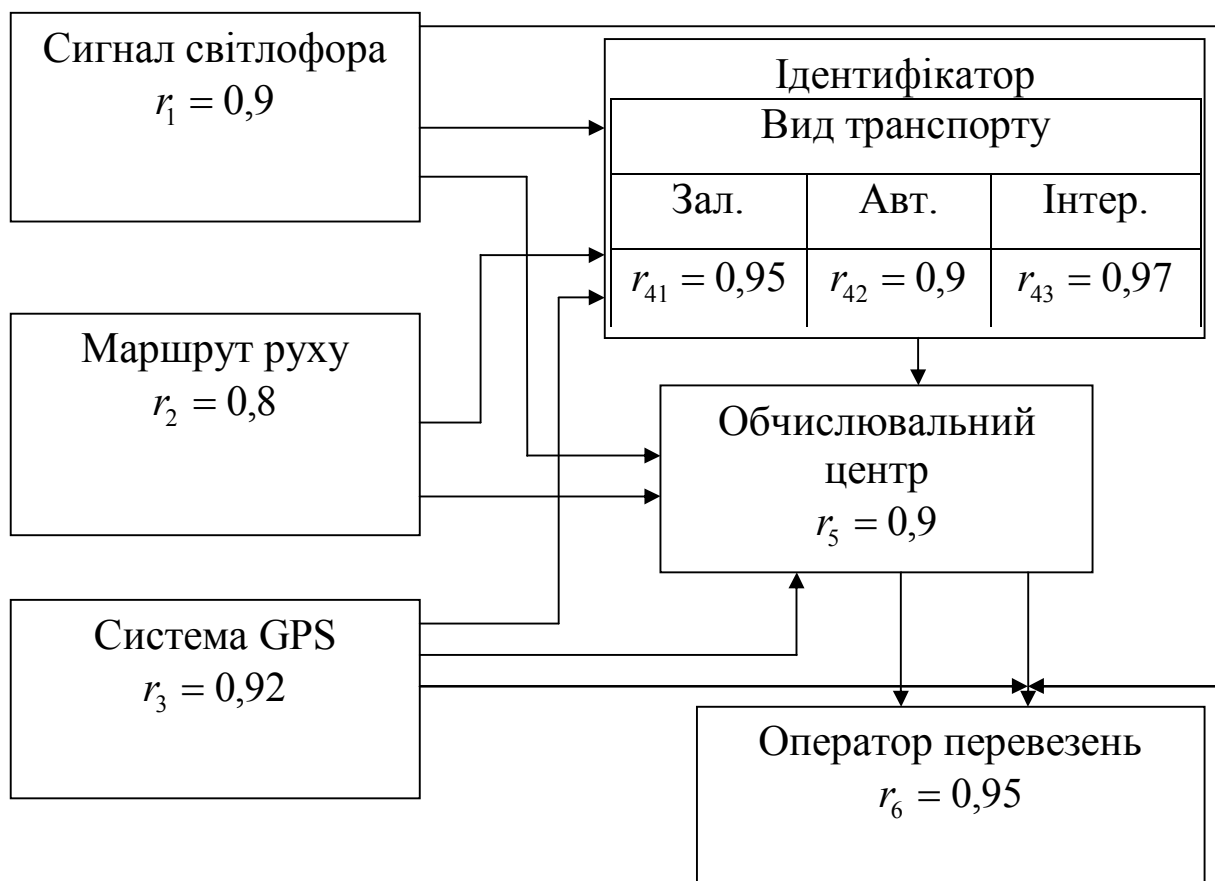 Сигнал світлофора
r₁ = 0,9
Ідентифікатор
Вид транспорту
Зал. Авт. Інтер.
r₄₁ = 0,95 r₄₂ = 0,9 r₄₃ = 0,97
Маршрут руху
r₂ = 0,8
Обчислювальний
центр
r₅ = 0,9
Система GPS
r₃ = 0,92
Оператор перевезень
r₆ = 0,95